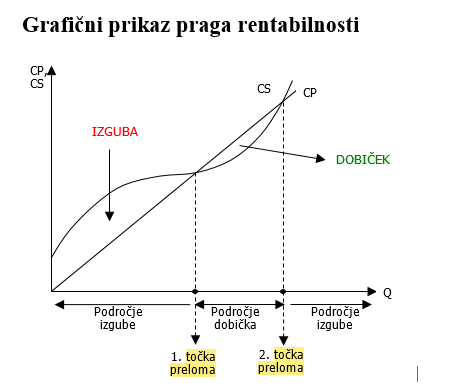 Grafični prikaz praga rentabilnosti
CP,
CS
CS
CP
IZGUBA
DOBIČEK
Q
Področje
izgube
Področje
dobička
Področje
izgube
1. točka
preloma
2. točka
preloma